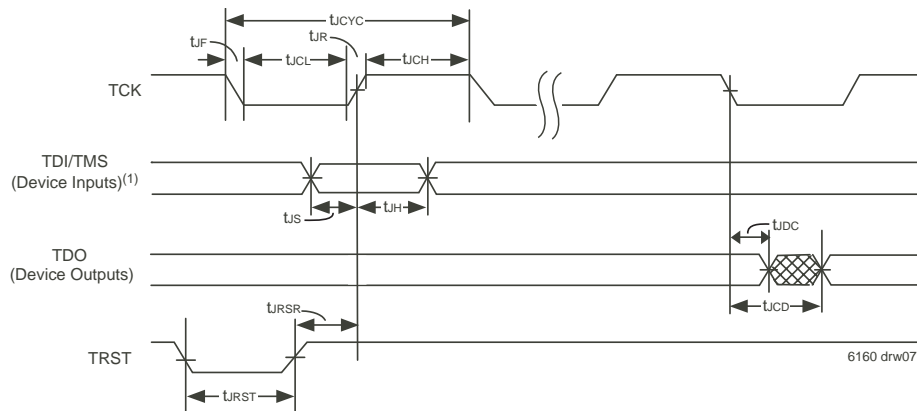 tJCYC
tJF
tJR
tJCL
tJCH
TCK
TDI/TMS
(Device Inputs)(1)
tJS
tJH
tJDC
TDO
(Device Outputs)
tJRSR
tJCD
TRST
6160 drw07
tJRST